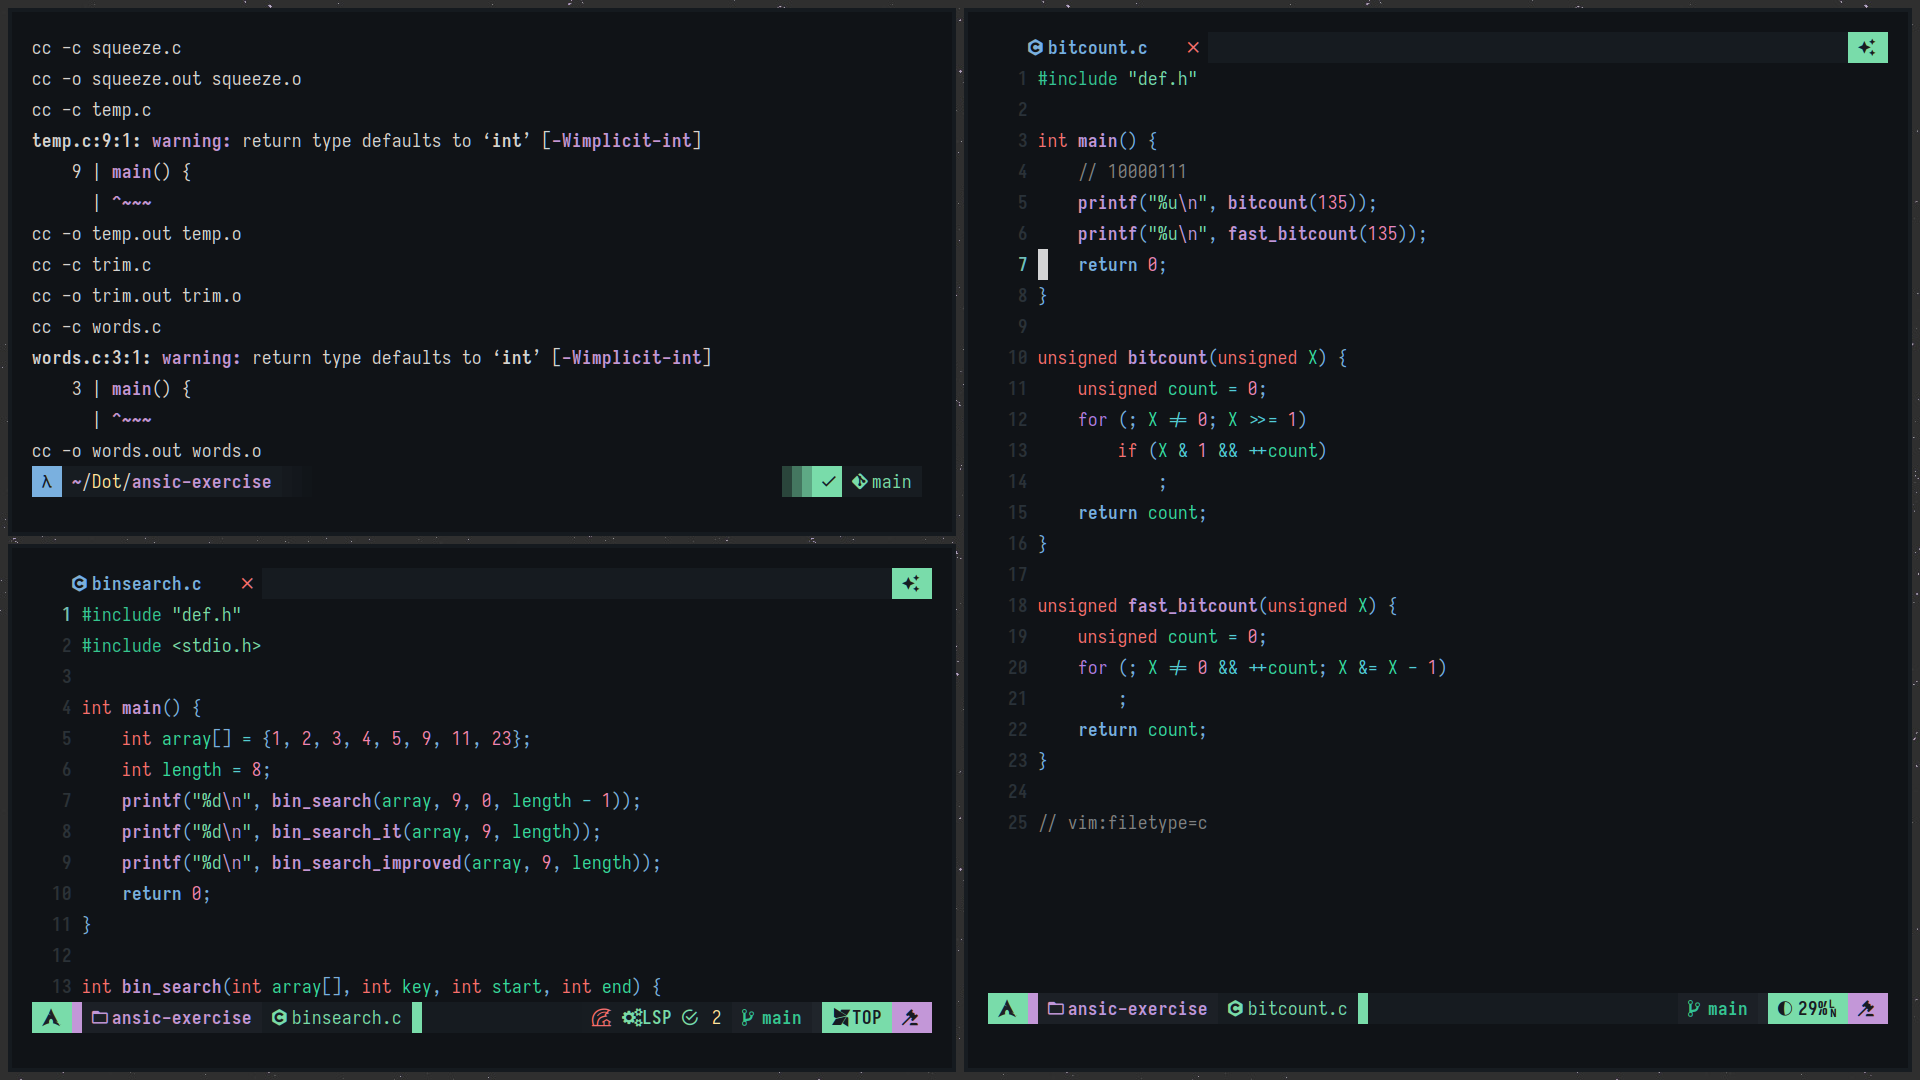 cc -c squeeze.c
cc -o squeeze.out squeeze.o
cc -c temp.c
temp.c:9:1: warning: return type defaults to ‘int’ [-Wimplicit-int]
    9 | main() {
      | ^~~~
cc -o temp.out temp.o
cc -c trim.c
cc -o trim.out trim.o
cc -c words.c
words.c:3:1: warning: return type defaults to ‘int’ [-Wimplicit-int]
    3 | main() {
      | ^~~~
cc -o words.out words.o
λ ~/Dot/ansic-exercise main
binsearch.c
1 #include "def.h"
2 #include <stdio.h>
3
4 int main() {
5     int array[] = {1, 2, 3, 4, 5, 9, 11, 23};
6     int length = 8;
7     printf("%d\n", bin_search(array, 9, 0, length - 1));
8     printf("%d\n", bin_search_it(array, 9, length));
9     printf("%d\n", bin_search_improved(array, 9, length));
10     return 0;
11 }
12
13 int bin_search(int array[], int key, int start, int end) {
ansic-exercise binsearch.c LSP 2 main TOP
bitcount.c
1 #include "def.h"
2
3 int main() {
4     // 10000111
5     printf("%u\n", bitcount(135));
6     printf("%u\n", fast_bitcount(135));
7     return 0;
8 }
9
10 unsigned bitcount(unsigned X) {
11     unsigned count = 0;
12     for (; X != 0; X >>= 1)
13         if (X & 1 && ++count)
14             ;
15     return count;
16 }
17
18 unsigned fast_bitcount(unsigned X) {
19     unsigned count = 0;
20     for (; X != 0 && ++count; X &= X - 1)
21         ;
22     return count;
23 }
24
25 // vim:filetype=c
ansic-exercise bitcount.c main 29% LN